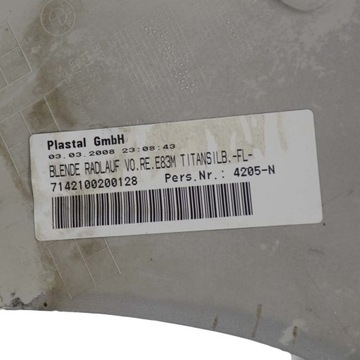 Plastal GmbH
03.03.2008 23:08:43
BLENDE RADLAUF VO.RE.E83M TITANSILB.-FL-
7142100200128 Pers.Nr.: 4205-N